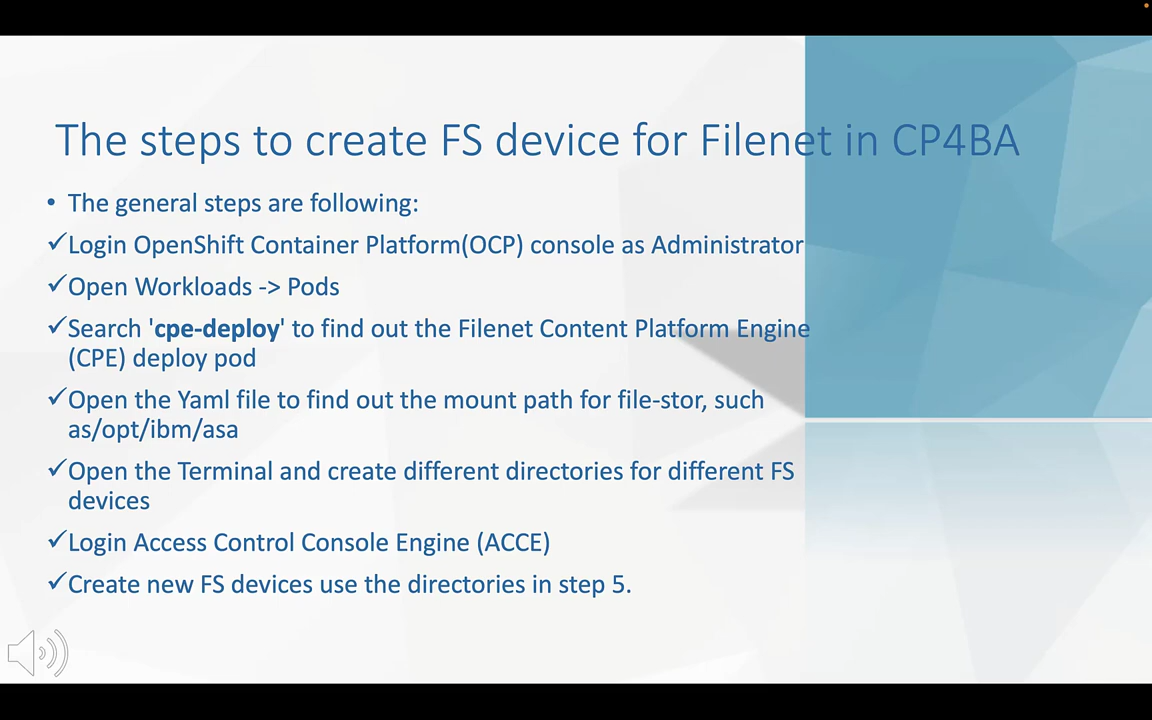 The steps to create FS device for Filenet in CP4BA
• The general steps are following:
✓Login OpenShift Container Platform(OCP) console as Administrator
✓Open Workloads -> Pods
✓Search 'cpe-deploy' to find out the Filenet Content Platform Engine
(CPE) deploy pod
✓Open the Yaml file to find out the mount path for file-stor, such
as/opt/ibm/asa
✓Open the Terminal and create different directories for different FS
devices
✓Login Access Control Console Engine (ACCE)
✓Create new FS devices use the directories in step 5.